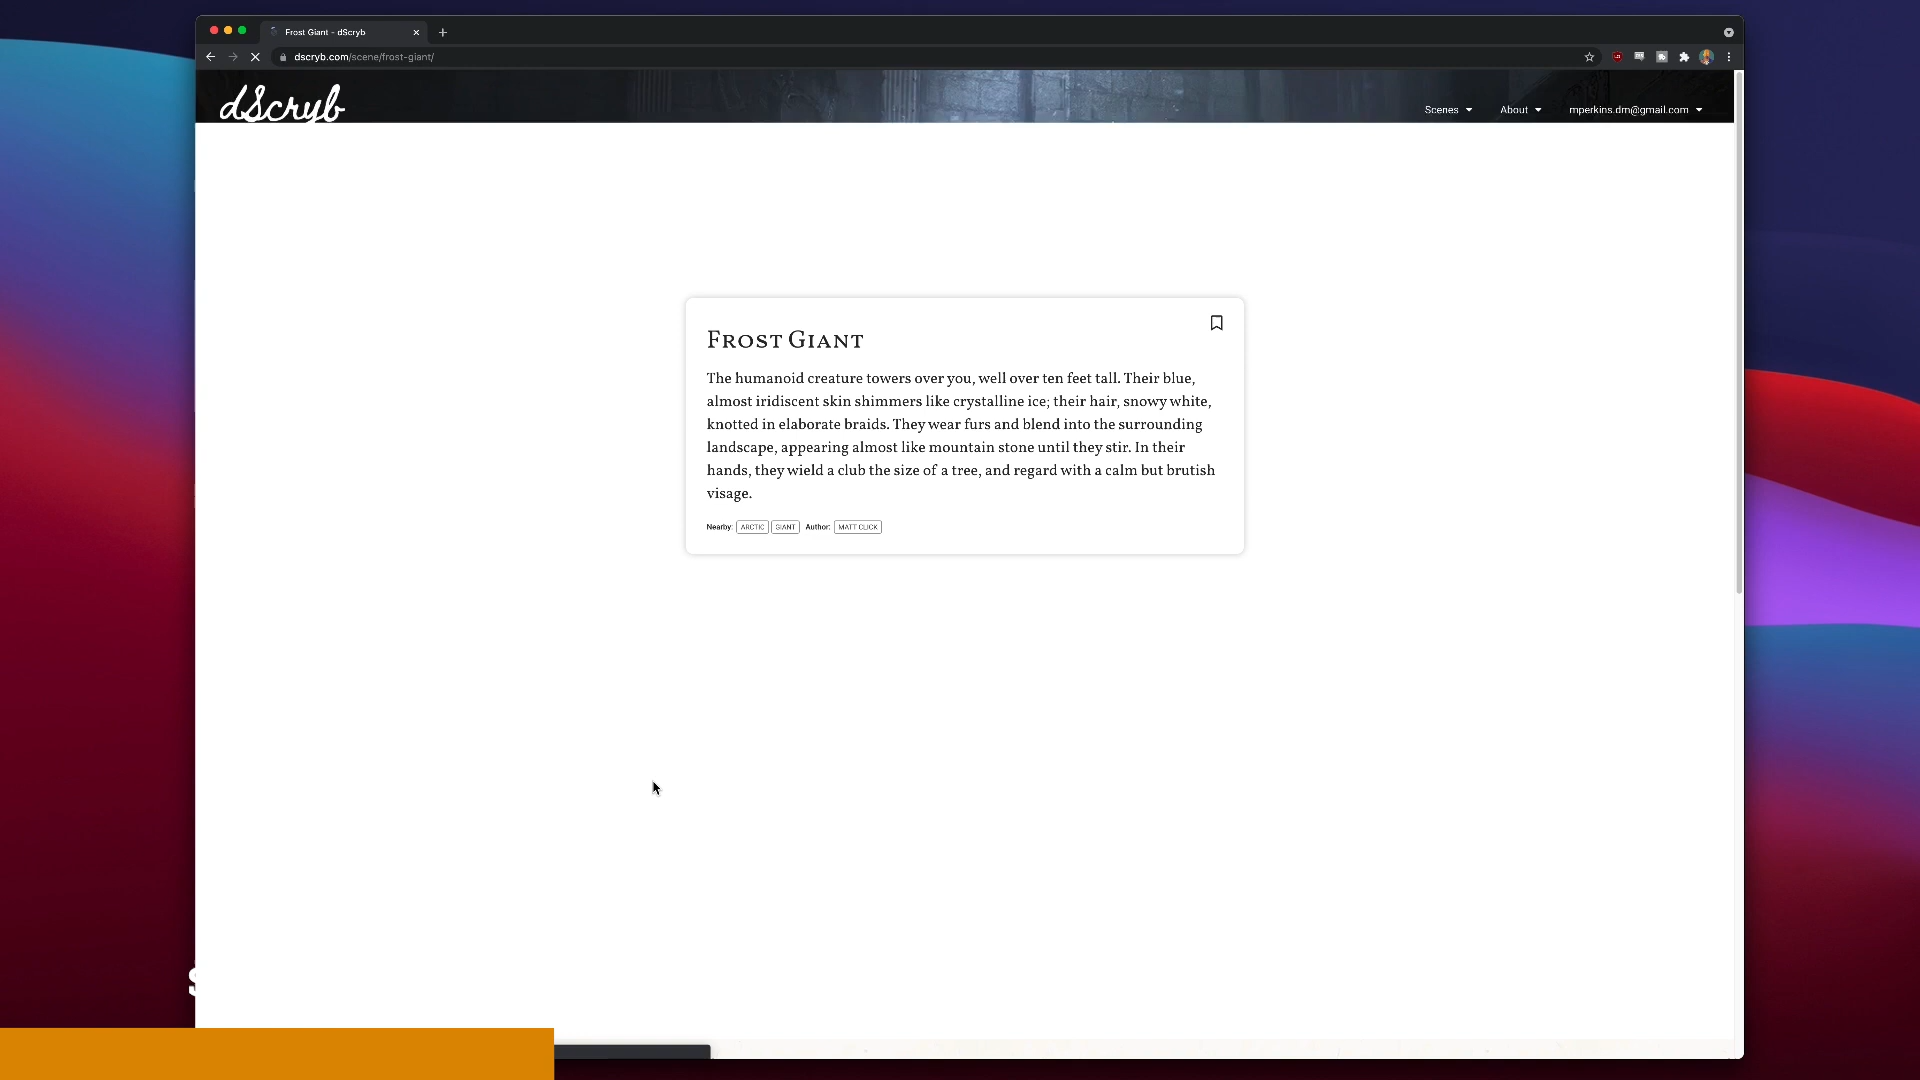 Frost Giant - dScryb
dscryb.com/scene/frost-giant/
dScryb
Scenes
About
mperkins.dm@gmail.com
Frost Giant
The humanoid creature towers over you, well over ten feet tall. Their blue,
almost iridiscent skin shimmers like crystalline ice; their hair, snowy white,
knotted in elaborate braids. They wear furs and blend into the surrounding
landscape, appearing almost like mountain stone until they stir. In their
hands, they wield a club the size of a tree, and regard with a calm but brutish
visage.
Nearby: ARCTIC GIANT Author: MATT CLICK